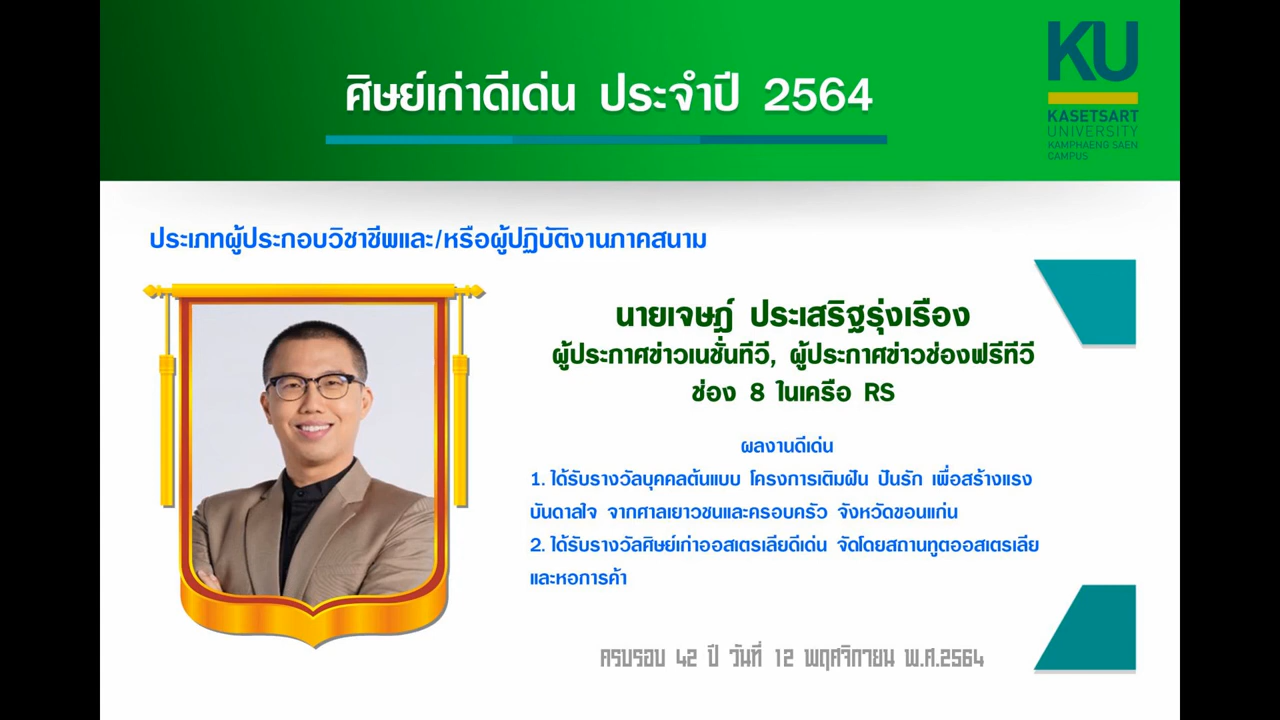 ศิษย์เก่าดีเด่น ประจำปี 2564
KU
KASETSART
UNIVERSITY
KAMPHAENG SAEN
CAMPUS
ประเภทผู้ประกอบวิชาชีพและ/หรือผู้ปฏิบัติงานภาคสนาม
นายเจษฎ์ ประเสริฐรุ่งเรือง
ผู้ประกาศข่าวเนชั่นทีวี, ผู้ประกาศข่าวช่องฟรีทีวี
ช่อง 8 ในเครือ RS
ผลงานดีเด่น
1. ได้รับรางวัลบุคคลต้นแบบ โครงการเติมฝัน ปันรัก เพื่อสร้างแรง
บันดาลใจ จากศาลเยาวชนและครอบครัว จังหวัดขอนแก่น
2. ได้รับรางวัลศิษย์เก่าออสเตรเลียดีเด่น จัดโดยสถานทูตออสเตรเลีย
และหอการค้า
ครบรอบ 42 ปี วันที่ 12 พฤศจิกายน พ.ศ.2564